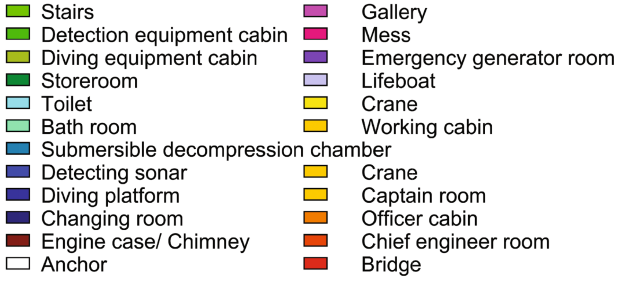 Stairs
Detection equipment cabin
Diving equipment cabin
Storeroom
Toilet
Bath room
Submersible decompression chamber
Detecting sonar
Diving platform
Changing room
Engine case/ Chimney
Anchor
Gallery
Mess
Emergency generator room
Lifeboat
Crane
Working cabin
Crane
Captain room
Officer cabin
Chief engineer room
Bridge